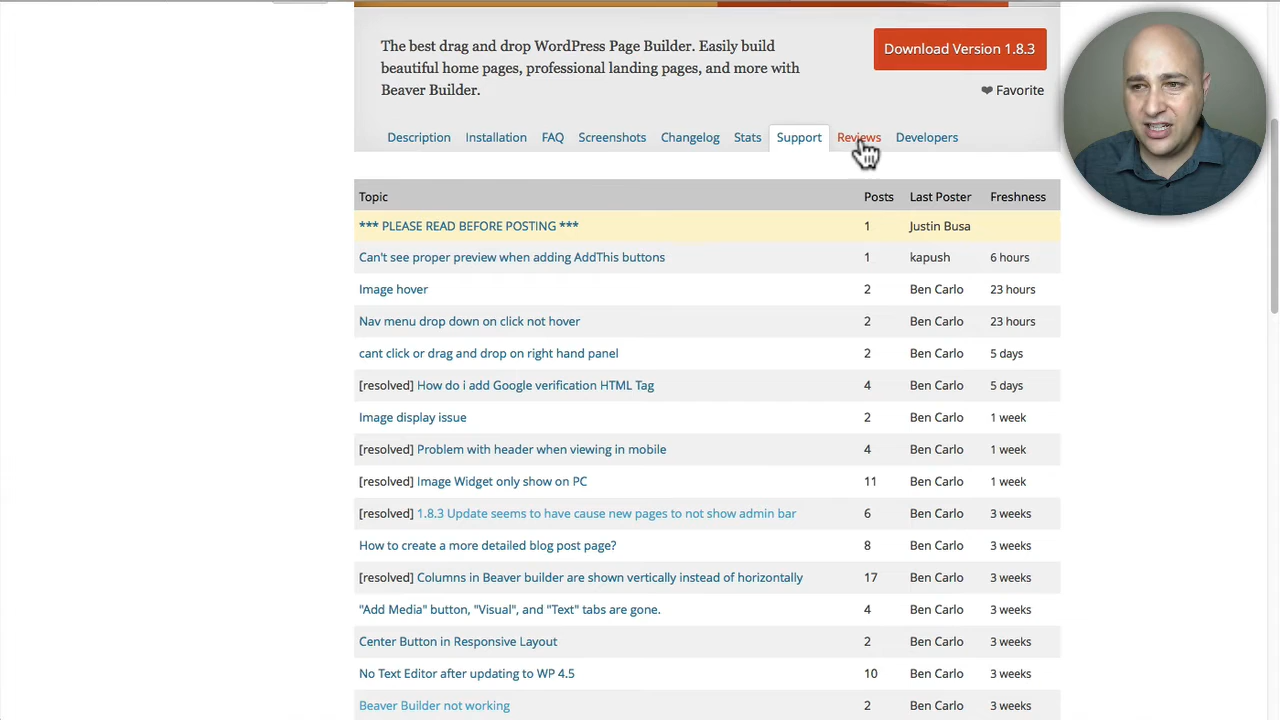 The best drag and drop WordPress Page Builder. Easily build
beautiful home pages, professional landing pages, and more with
Beaver Builder.
Download Version 1.8.3
Favorite
Description Installation FAQ Screenshots Changelog Stats Support Reviews Developers
Topic Posts Last Poster Freshness
*** PLEASE READ BEFORE POSTING *** 1 Justin Busa
Can't see proper preview when adding AddThis buttons 1 kapush 6 hours
Image hover 2 Ben Carlo 23 hours
Nav menu drop down on click not hover 2 Ben Carlo 23 hours
cant click or drag and drop on right hand panel 2 Ben Carlo 5 days
[resolved] How do i add Google verification HTML Tag 4 Ben Carlo 5 days
Image display issue 2 Ben Carlo 1 week
[resolved] Problem with header when viewing in mobile 4 Ben Carlo 1 week
[resolved] Image Widget only show on PC 11 Ben Carlo 1 week
[resolved] 1.8.3 Update seems to have cause new pages to not show admin bar 6 Ben Carlo 3 weeks
How to create a more detailed blog post page? 8 Ben Carlo 3 weeks
[resolved] Columns in Beaver builder are shown vertically instead of horizontally 17 Ben Carlo 3 weeks
"Add Media" button, "Visual", and "Text" tabs are gone. 4 Ben Carlo 3 weeks
Center Button in Responsive Layout 2 Ben Carlo 3 weeks
No Text Editor after updating to WP 4.5 10 Ben Carlo 3 weeks
Beaver Builder not working 2 Ben Carlo 3 weeks